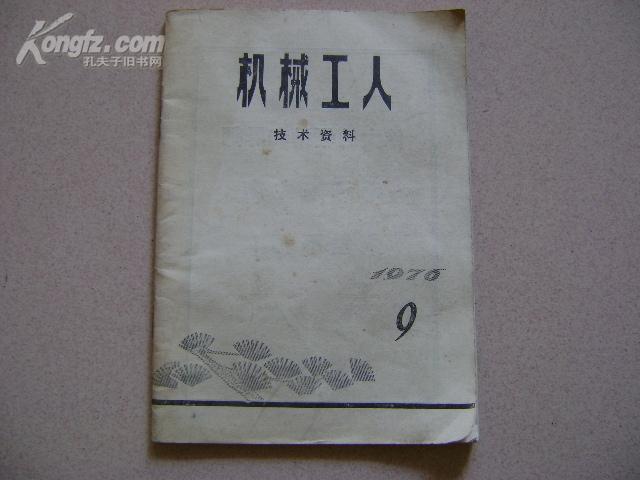 Kongfz.com
孔夫子旧书网
机械工人
技术资料
1976
9